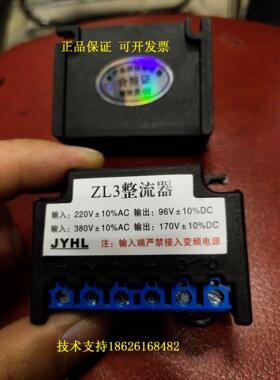 正品保证 可开发票
合格证
ZL3整流器
输入：220V±10%AC 输出：96V±10%DC
输入：380V±10%AC 输出：170V±10%DC
JYHL 注：输入端严禁接入变频电源
技术支持18626168482